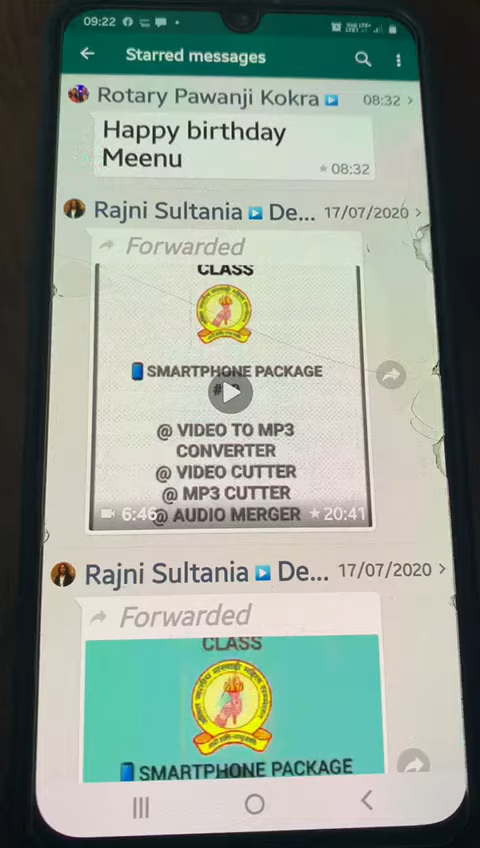 09:22
Starred messages
Rotary Pawanji Kokra 08:32 >
Happy birthday
Meenu
★ 08:32
Rajni Sultania De... 17/07/2020 >
Forwarded
CLASS
SMARTPHONE PACKAGE
@ VIDEO TO MP3
CONVERTER
@ VIDEO CUTTER
@ MP3 CUTTER
6:46 @ AUDIO MERGER ★ 20:41
Rajni Sultania De... 17/07/2020 >
Forwarded
CLASS
SMARTPHONE PACKAGE